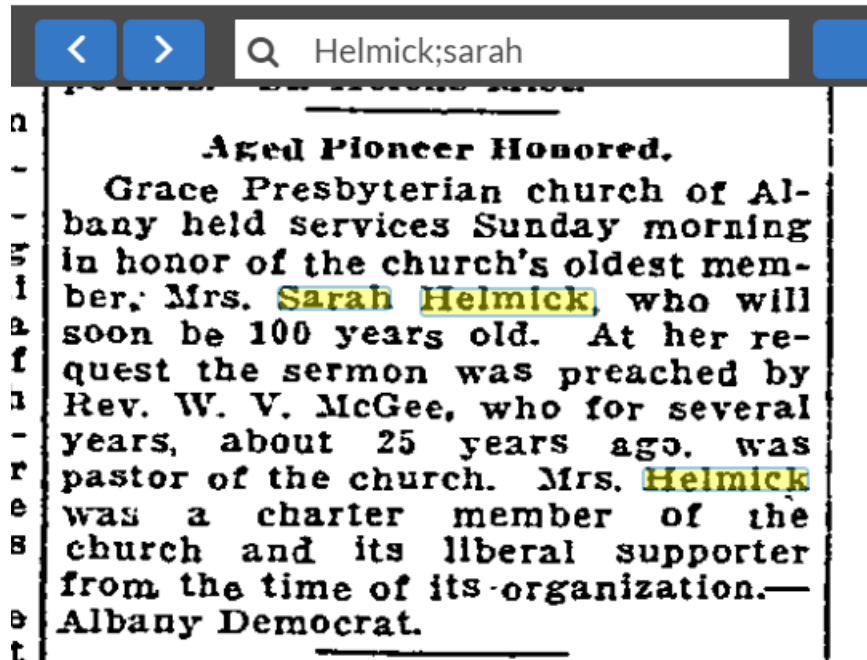 Helmick;sarah
Aged Pioneer Honored.
Grace Presbyterian church of Al-
bany held services Sunday morning
in honor of the church's oldest mem-
ber, Mrs. Sarah Helmick, who will
soon be 100 years old. At her re-
quest the sermon was preached by
Rev. W. V. McGee, who for several
years, about 25 years ago, was
pastor of the church. Mrs. Helmick
was a charter member of the
church and its liberal supporter
from the time of its organization.—
Albany Democrat.